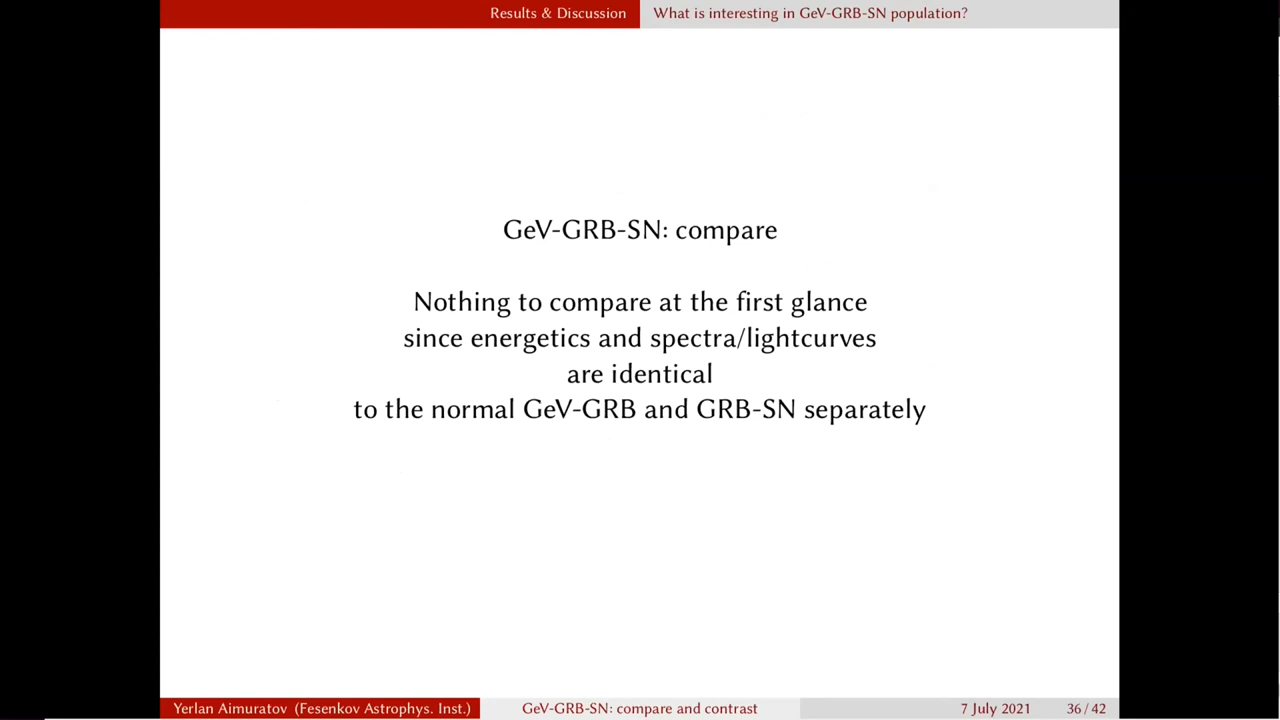 Results & Discussion What is interesting in GeV-GRB-SN population?
GeV-GRB-SN: compare
Nothing to compare at the first glance
since energetics and spectra/lightcurves
are identical
to the normal GeV-GRB and GRB-SN separately
Yerlan Aimuratov (Fesenkov Astrophys. Inst.) GeV-GRB-SN: compare and contrast 7 July 2021 36/42